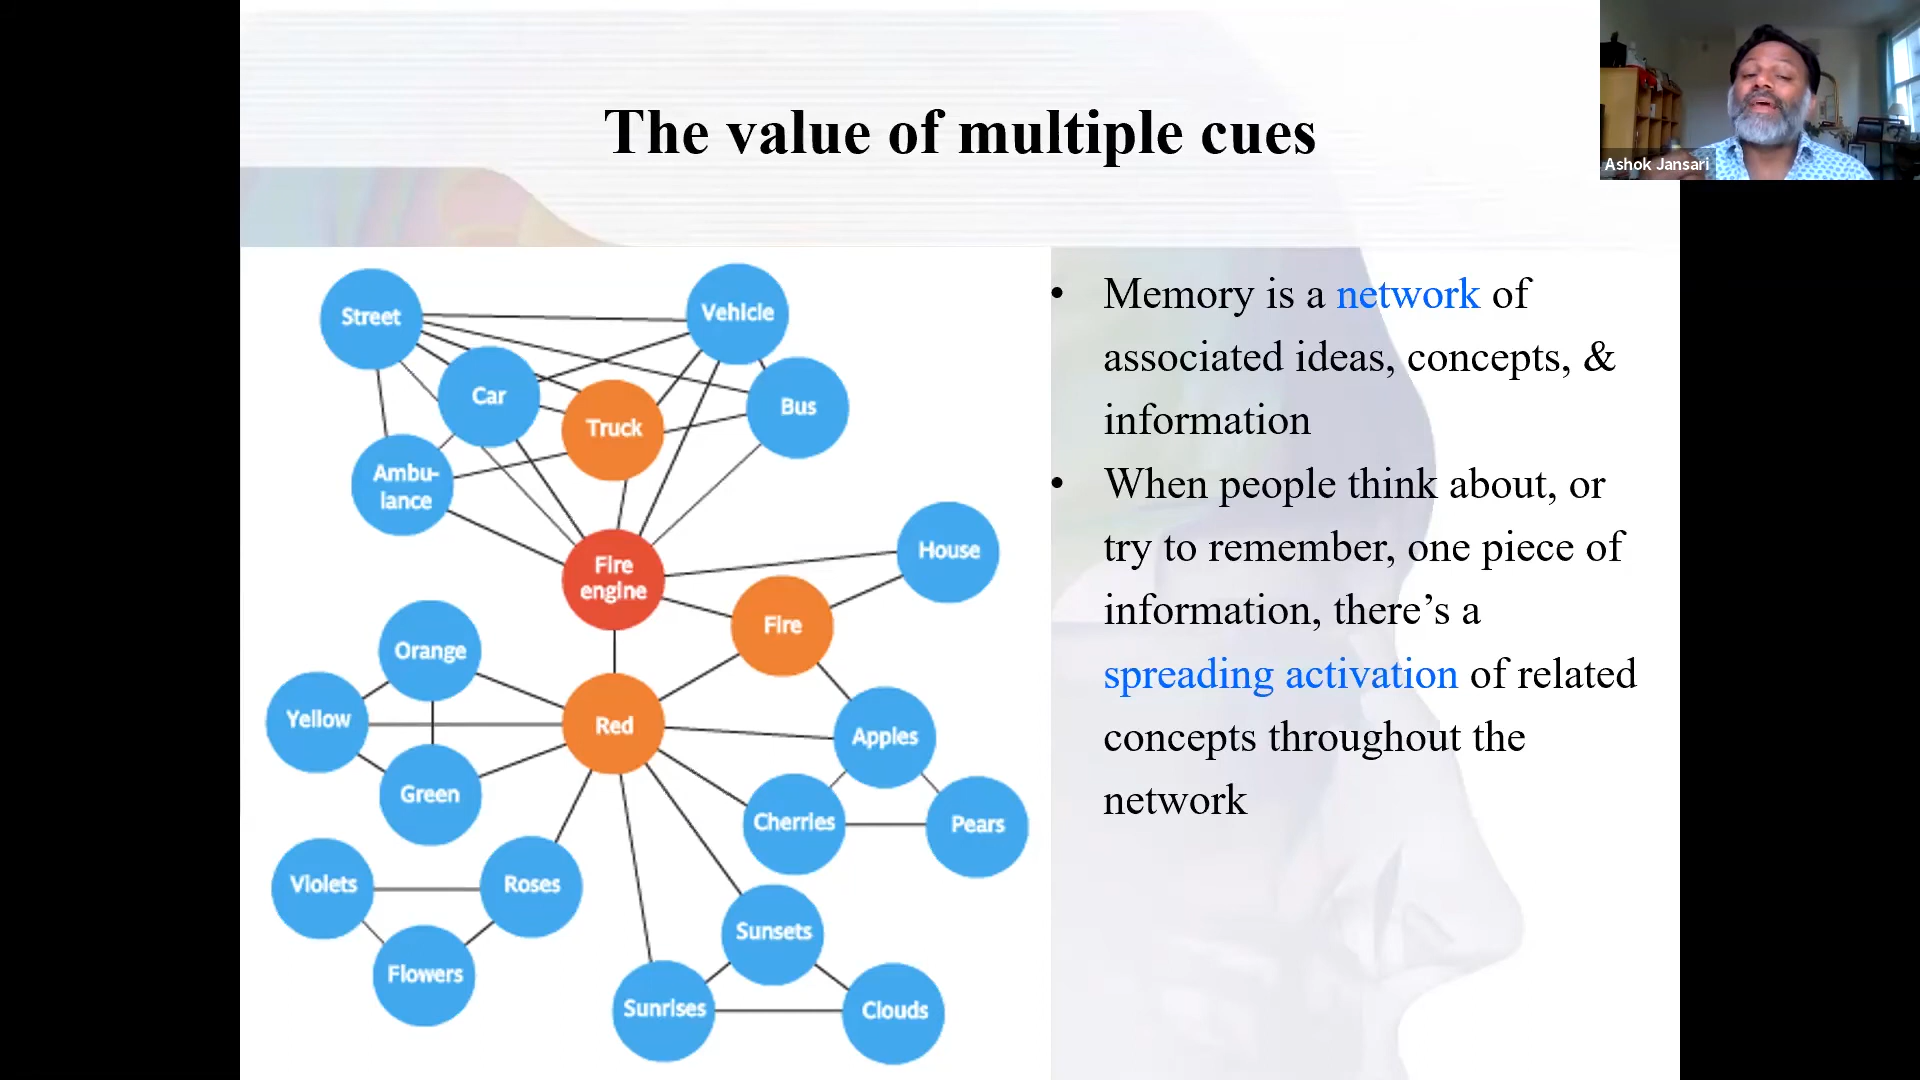 The value of multiple cues
Ashok Jansari
Street
Vehicle
Car
Bus
Truck
Ambu-
lance
House
Fire
engine
Fire
Orange
Yellow
Red
Apples
Green
Cherries
Pears
Violets
Roses
Sunsets
Flowers
Sunrises
Clouds
• Memory is a network of
associated ideas, concepts, &
information
• When people think about, or
try to remember, one piece of
information, there’s a
spreading activation of related
concepts throughout the
network